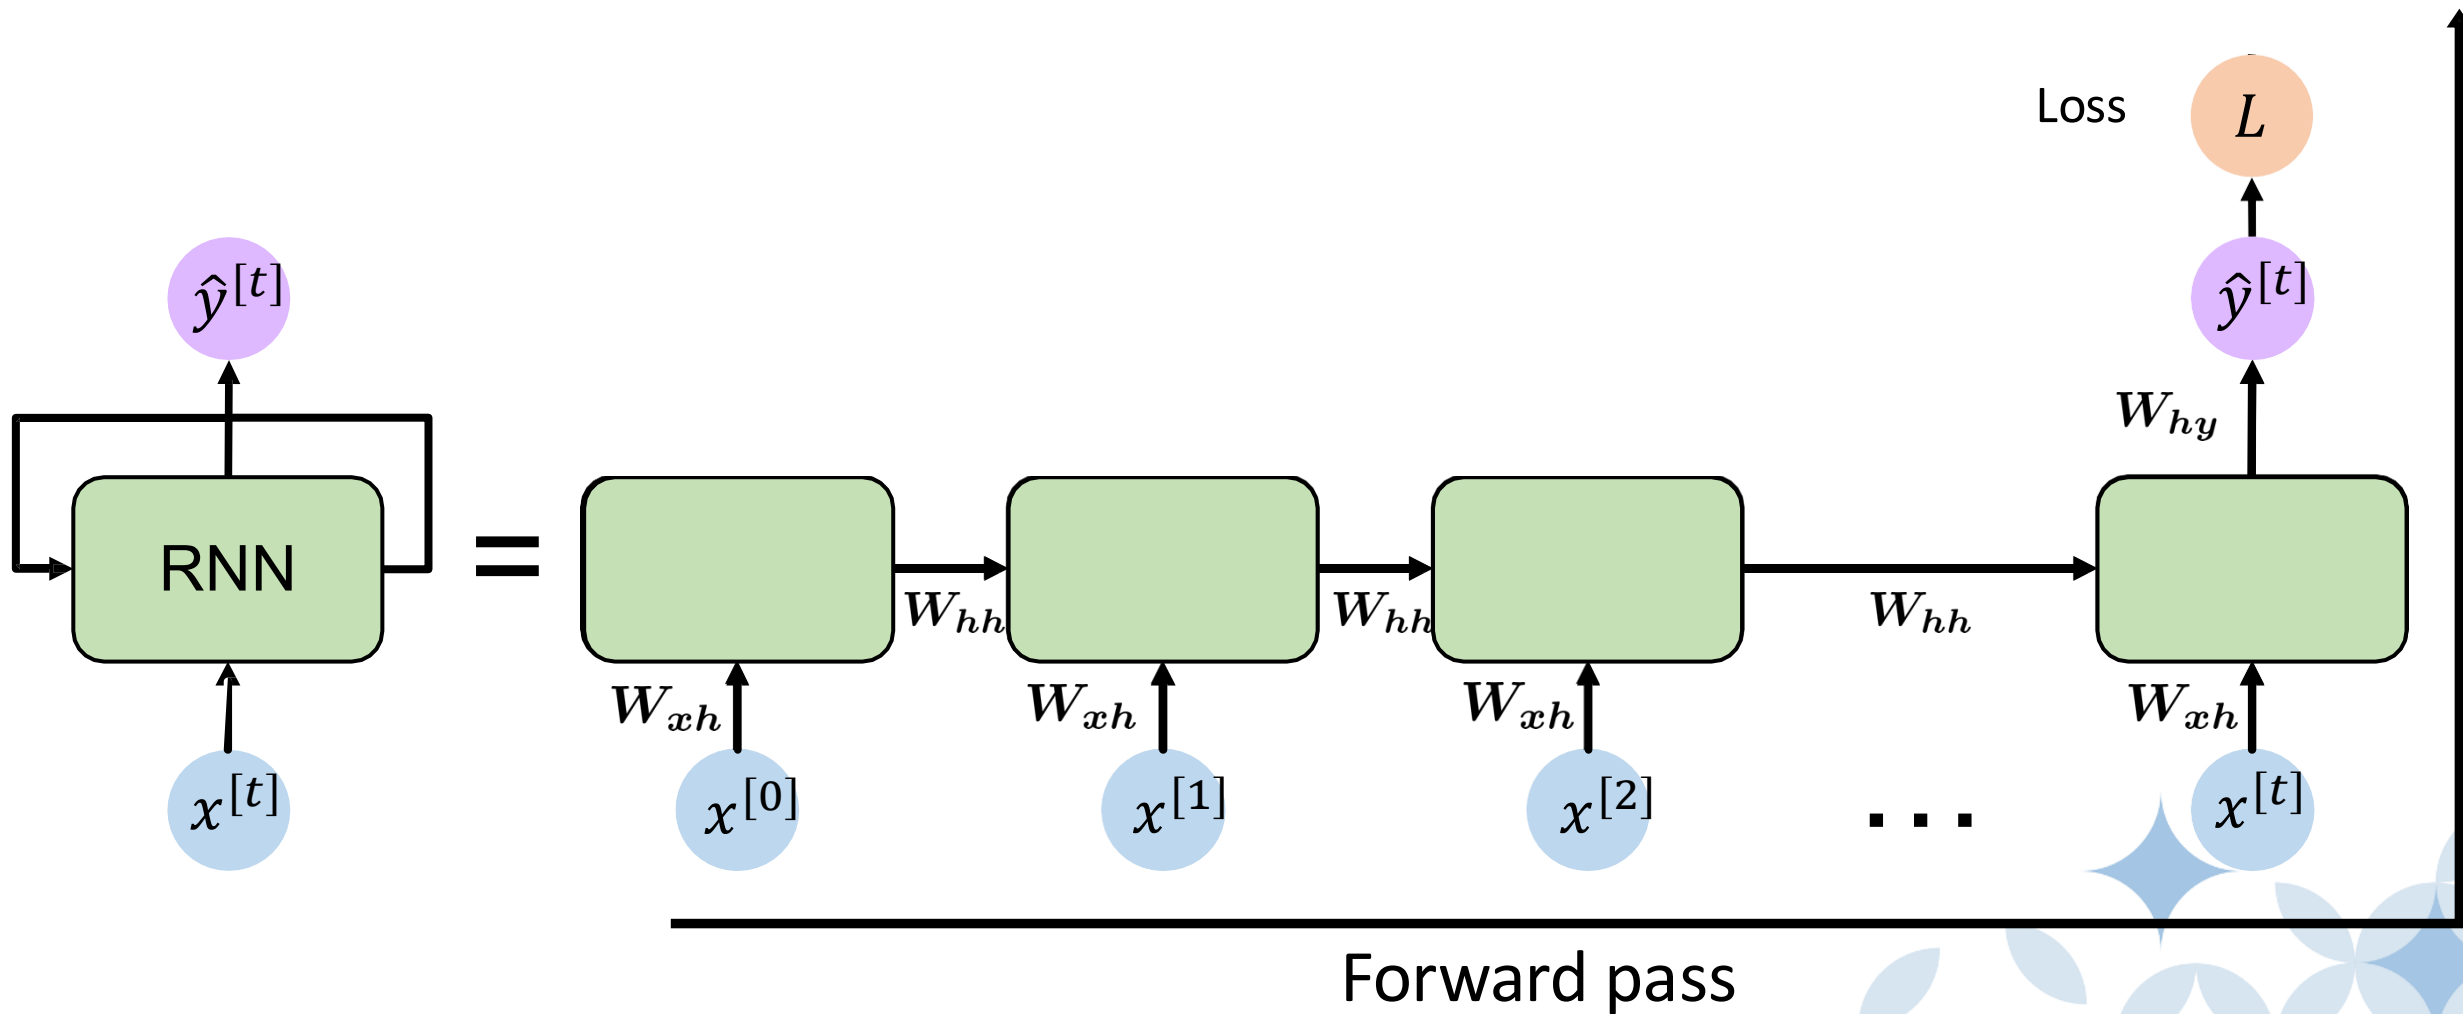 Loss
L
ŷ[t]
ŷ[t]
W_hy
RNN
=
W_hh
W_hh
W_hh
W_xh
W_xh
W_xh
W_xh
x[t]
x[0]
x[1]
x[2]
...
x[t]
Forward pass